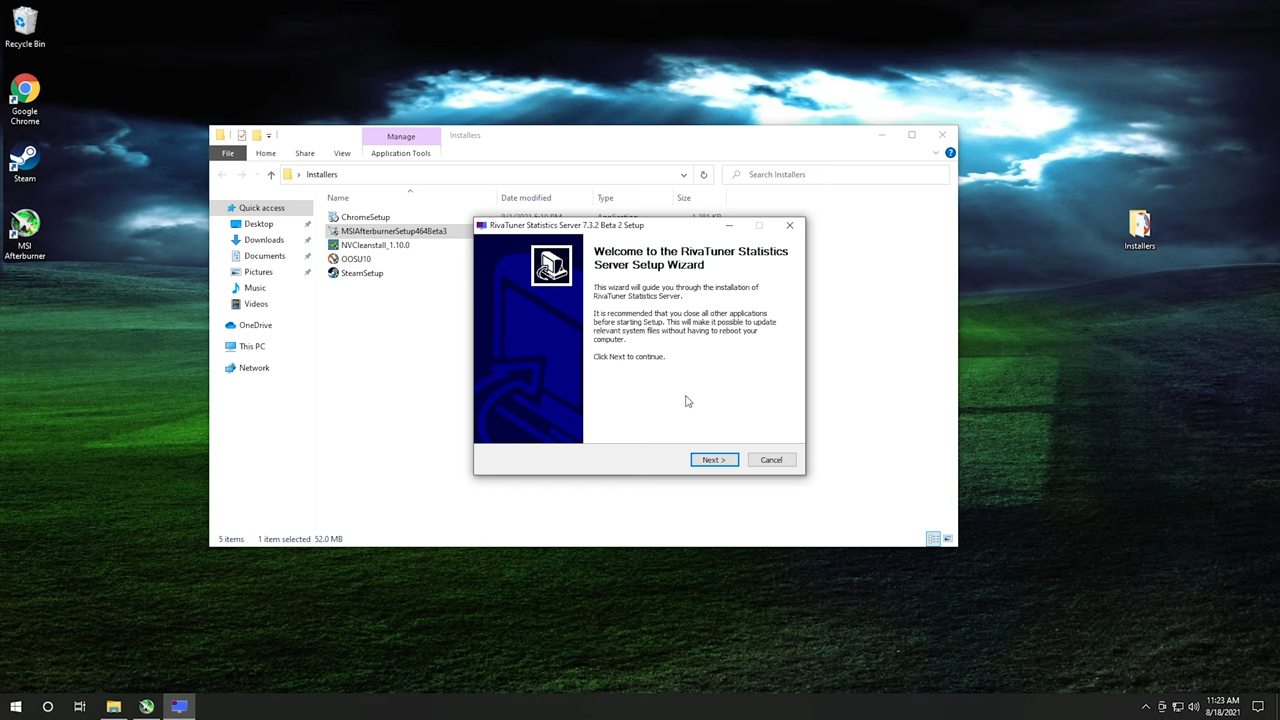 Recycle Bin
Google
Chrome
Steam
MSI
Afterburner
Manage
Installers
File
Home
Share
View
Application Tools
Installers
Search Installers
Name
Date modified
Type
Size
Quick access
Desktop
Downloads
Documents
Pictures
Music
Videos
OneDrive
This PC
Network
ChromeSetup
MSIAfterburnerSetup464Beta3
NVCleanstall_1.10.0
OOSU10
SteamSetup
RivaTuner Statistics Server 7.3.2 Beta 2 Setup
Welcome to the RivaTuner Statistics
Server Setup Wizard
This wizard will guide you through the installation of
RivaTuner Statistics Server.
It is recommended that you close all other applications
before starting Setup. This will make it possible to update
relevant system files without having to reboot your
computer.
Click Next to continue.
Next >
Cancel
5 items
1 item selected 52.0 MB
Installers
11:23 AM
8/18/2021